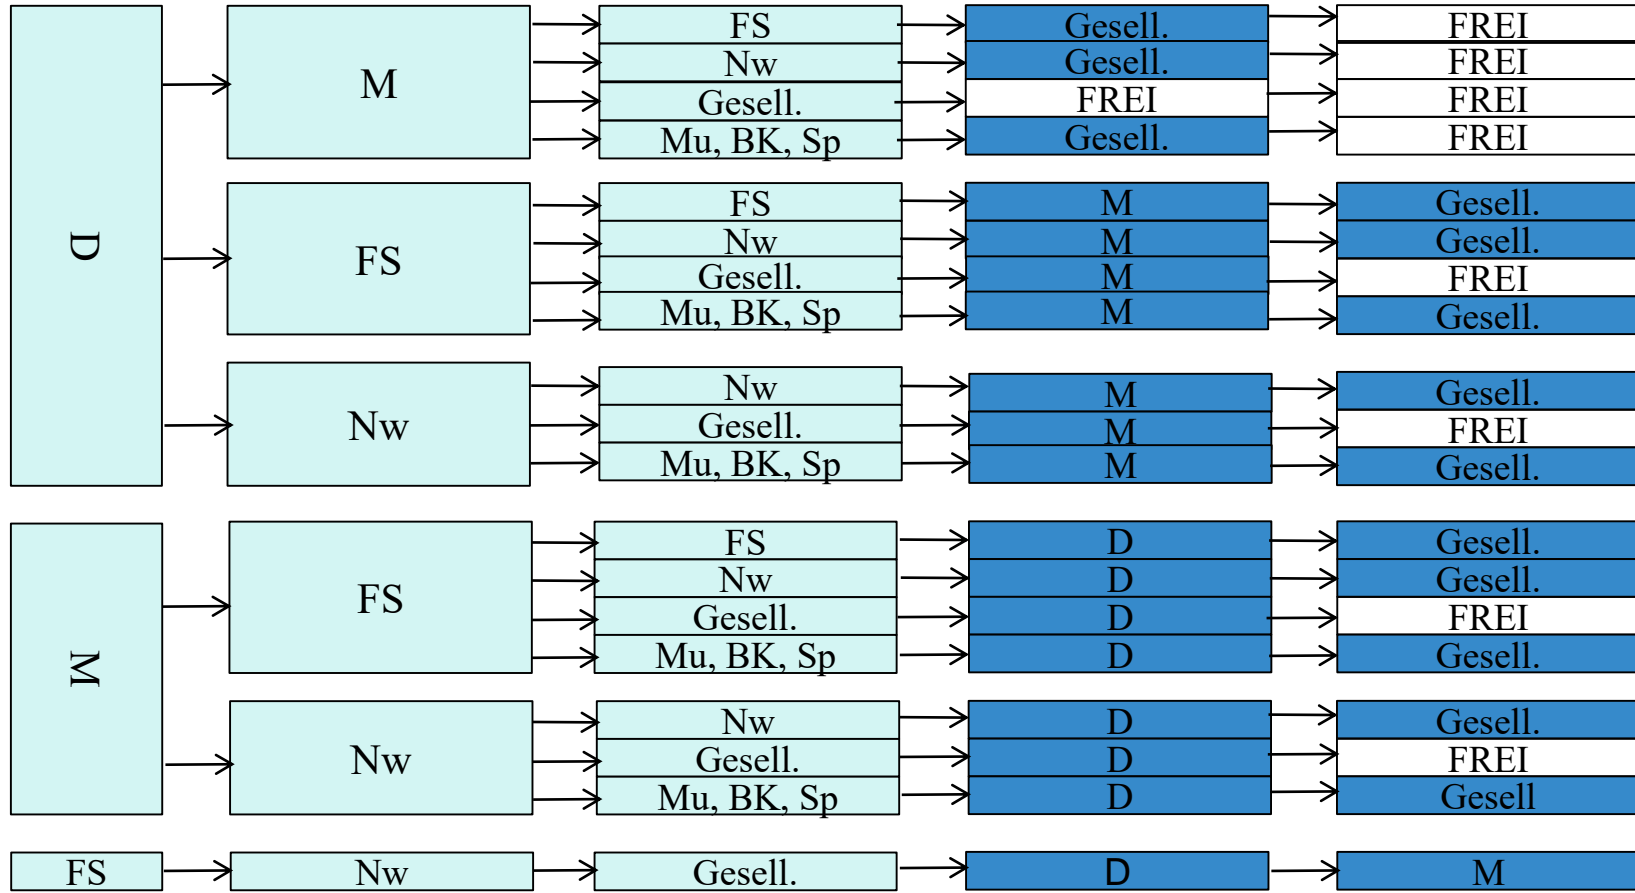 D
M
FS Gesell. FREI
Nw Gesell. FREI
Gesell. FREI FREI
Mu, BK, Sp Gesell. FREI
FS
FS M Gesell.
Nw M Gesell.
Gesell. M FREI
Mu, BK, Sp M Gesell.
Nw
Nw M Gesell.
Gesell. M FREI
Mu, BK, Sp M Gesell.
M
FS
FS D Gesell.
Nw D Gesell.
Gesell. D FREI
Mu, BK, Sp D Gesell.
Nw
Nw D Gesell.
Gesell. D FREI
Mu, BK, Sp D Gesell
FS Nw Gesell. D M